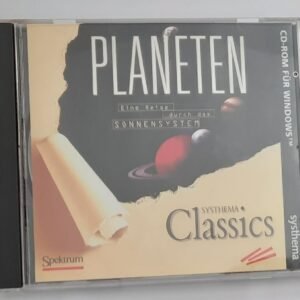 PLANETEN
Eine Reise
durch das
SONNENSYSTEM
SYSTHEMA
Classics
Spektrum
CD-ROM FÜR WINDOWS™
systhema